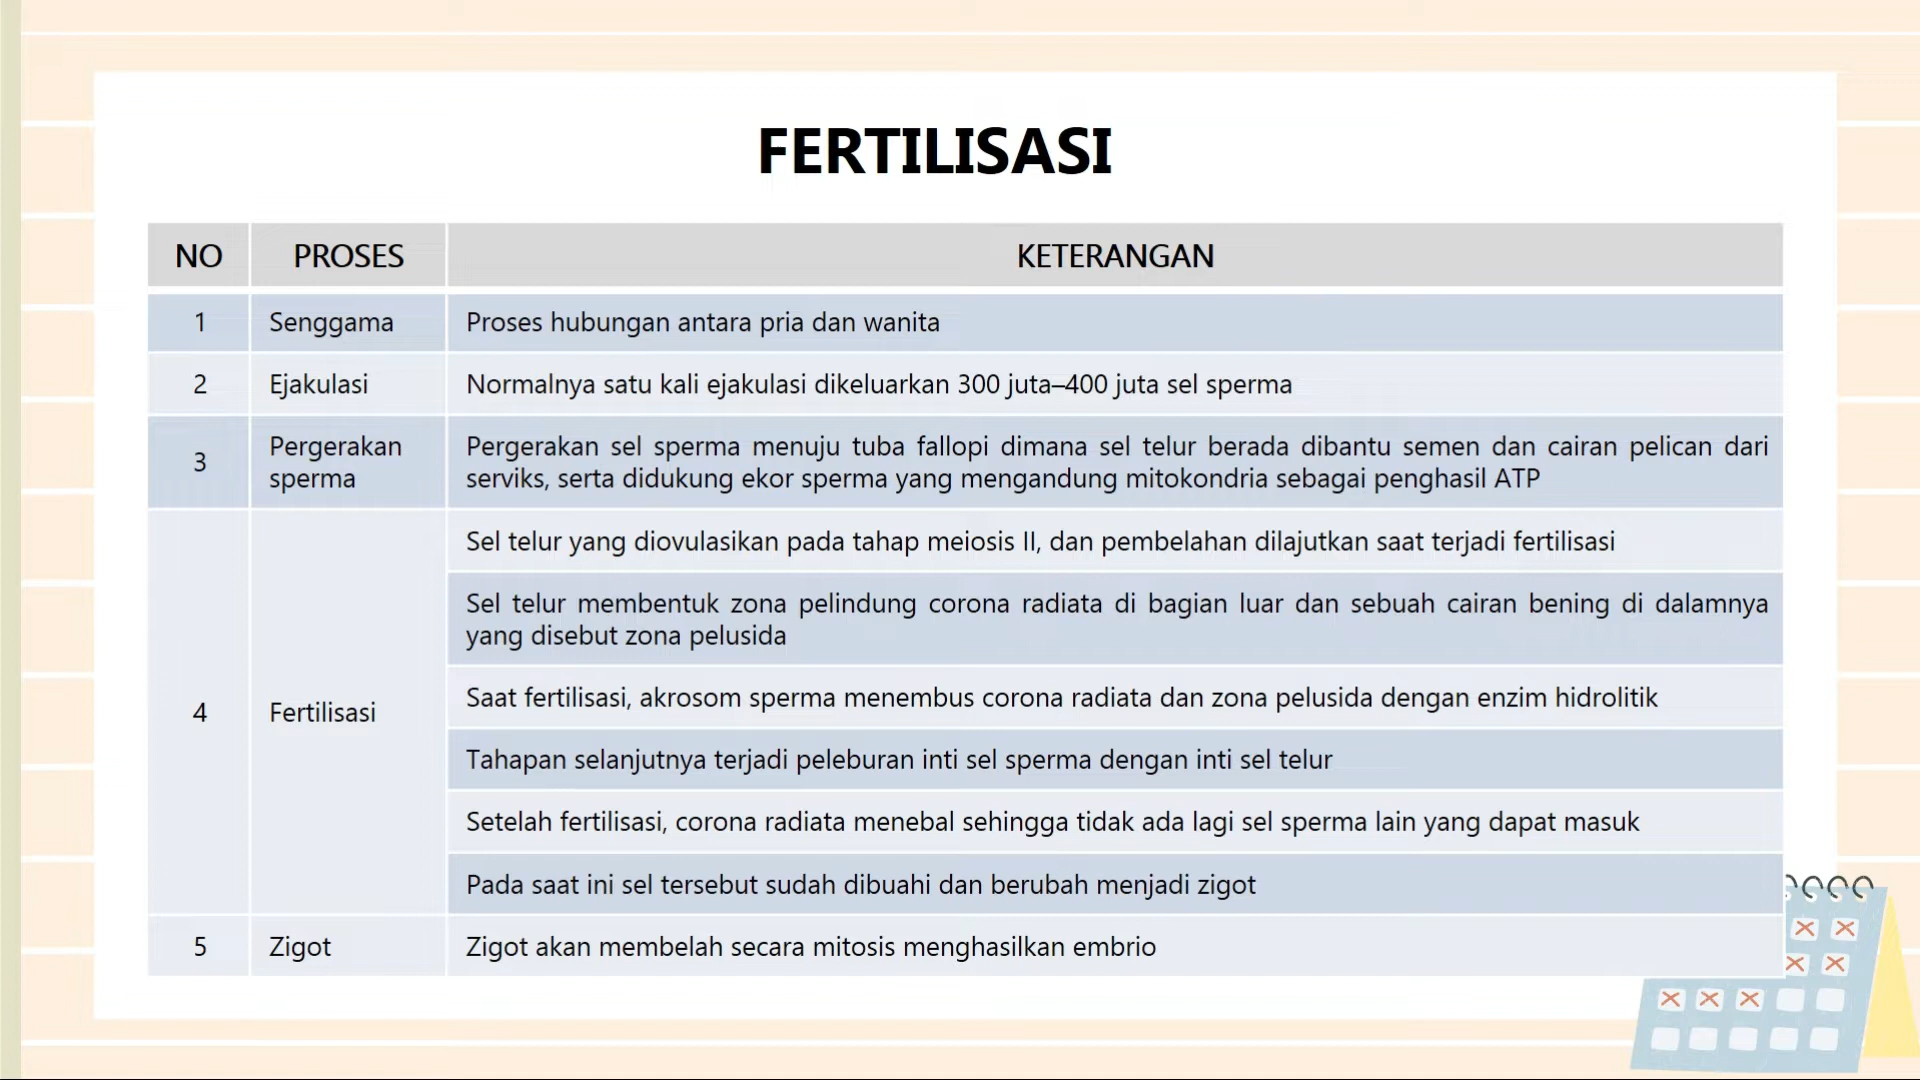 FERTILISASI
NO PROSES KETERANGAN
1 Senggama Proses hubungan antara pria dan wanita
2 Ejakulasi Normalnya satu kali ejakulasi dikeluarkan 300 juta–400 juta sel sperma
3 Pergerakan sperma Pergerakan sel sperma menuju tuba fallopi dimana sel telur berada dibantu semen dan cairan pelican dari
serviks, serta didukung ekor sperma yang mengandung mitokondria sebagai penghasil ATP
4 Fertilisasi
Sel telur yang diovulasikan pada tahap meiosis II, dan pembelahan dilajutkan saat terjadi fertilisasi
Sel telur membentuk zona pelindung corona radiata di bagian luar dan sebuah cairan bening di dalamnya
yang disebut zona pelusida
Saat fertilisasi, akrosom sperma menembus corona radiata dan zona pelusida dengan enzim hidrolitik
Tahapan selanjutnya terjadi peleburan inti sel sperma dengan inti sel telur
Setelah fertilisasi, corona radiata menebal sehingga tidak ada lagi sel sperma lain yang dapat masuk
Pada saat ini sel tersebut sudah dibuahi dan berubah menjadi zigot
5 Zigot Zigot akan membelah secara mitosis menghasilkan embrio